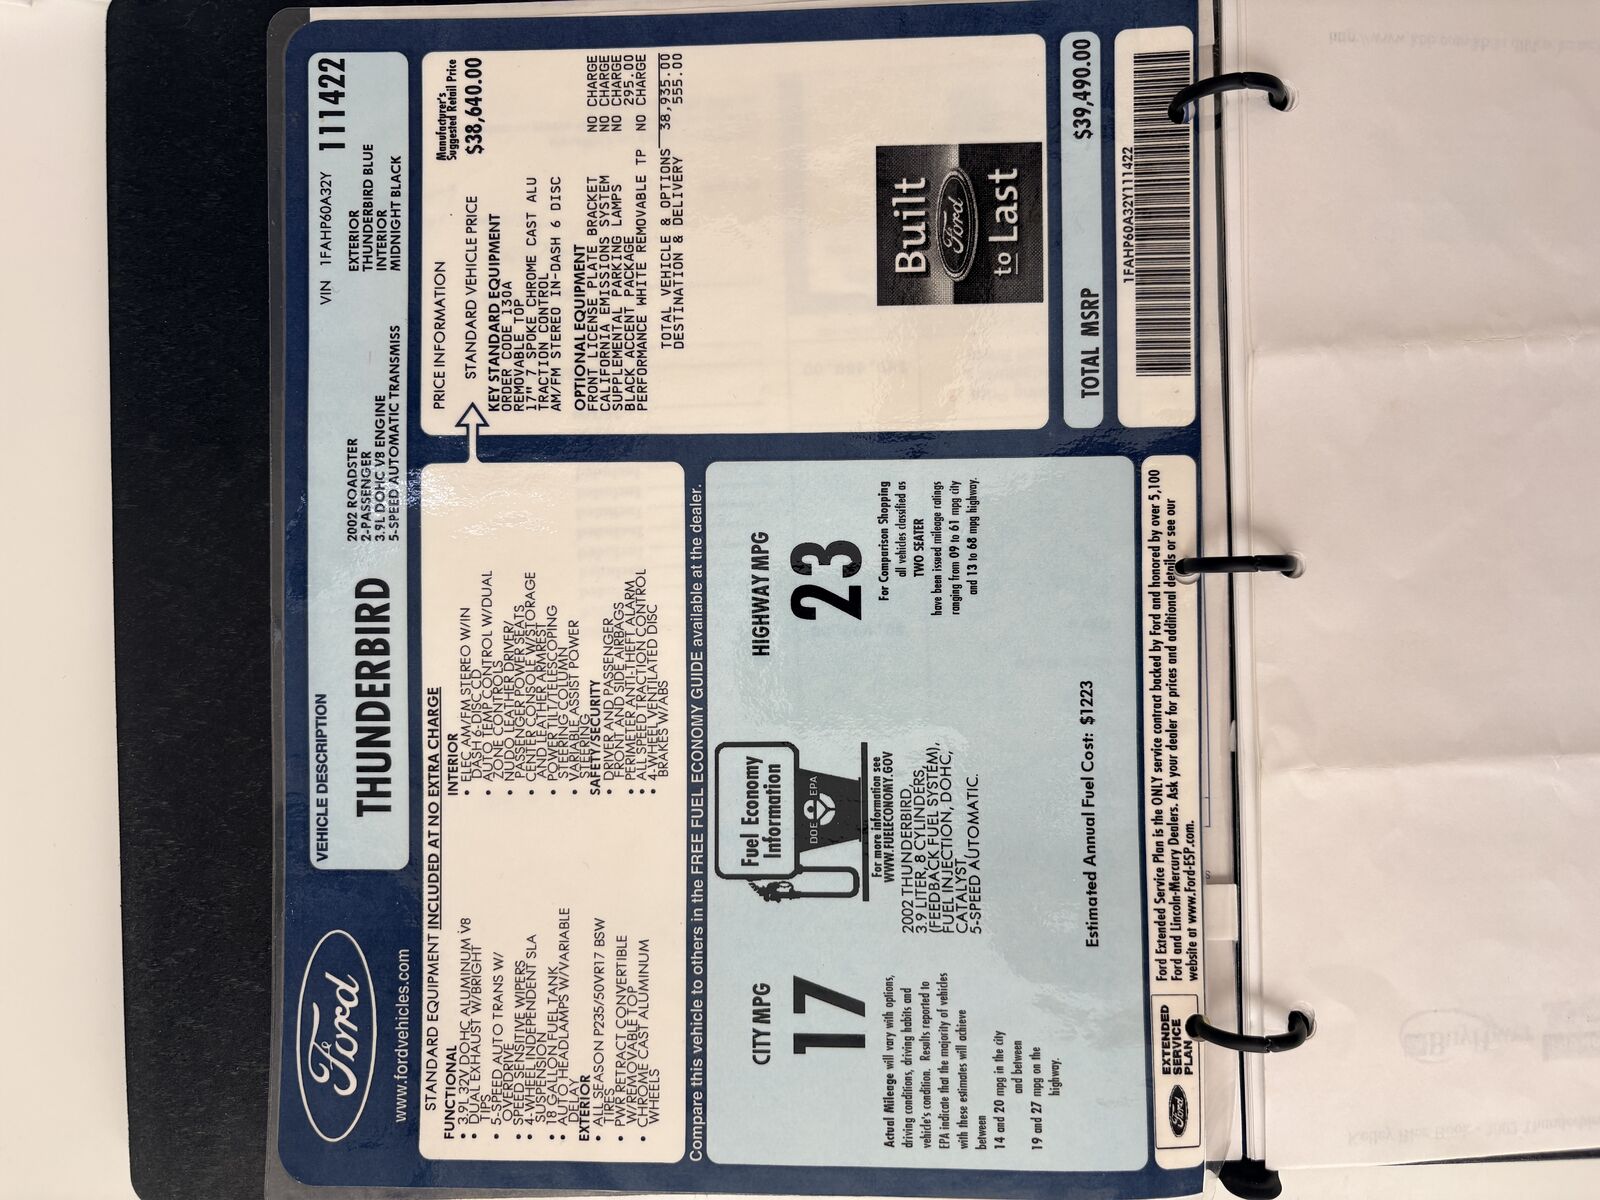 Ford
www.fordvehicles.com
VEHICLE DESCRIPTION
THUNDERBIRD
2002 ROADSTER
2-PASSENGER
3.9L DOHC V8 ENGINE
5-SPEED AUTOMATIC TRANSMISS
VIN 1FAHP60A32Y 111422
EXTERIOR
THUNDERBIRD BLUE
INTERIOR
MIDNIGHT BLACK
STANDARD EQUIPMENT INCLUDED AT NO EXTRA CHARGE
FUNCTIONAL
• 3.9L 32V DOHC ALUMINUM V8
• DUAL EXHAUST W/BRIGHT
TIPS
• 5-SPEED AUTO TRANS W/
OVERDRIVE
• SPEED SENSITIVE WIPERS
• 4-WHEEL INDEPENDENT SLA
SUSPENSION
• 18 GALLON FUEL TANK
• AUTO HEADLAMPS W/VARIABLE
DELAY
EXTERIOR
• ALL SEASON P235/50VR17 BSW
TIRES
• PWR RETRACT CONVERTIBLE
W/REMOVABLE TOP
• CHROME CAST ALUMINUM
WHEELS
INTERIOR
• ELEC AM/FM STEREO W/IN
DASH 6-DISC CD
• AUTO TEMP CONTROL W/DUAL
ZONE CONTROLS
• NUDO LEATHER DRIVER/
PASSENGER POWER SEATS
• CENTER CONSOLE W/STORAGE
AND LEATHER ARMREST
• POWER TILT/TELESCOPING
STEERING COLUMN
• VARIABLE ASSIST POWER
STEERING
SAFETY/SECURITY
• DRIVER AND PASSENGER
FRONT AND SIDE AIRBAGS
• PERIMETER ANTI-THEFT ALARM
• ALL SPEED TRACTION CONTROL
• 4-WHEEL VENTILATED DISC
BRAKES W/ABS
PRICE INFORMATION
Manufacturer's
Suggested Retail Price
STANDARD VEHICLE PRICE $38,640.00
KEY STANDARD EQUIPMENT
ORDER CODE 130A
REMOVABLE TOP
17" 7 SPOKE CHROME CAST ALU
TRACTION CONTROL
AM/FM STEREO IN-DASH 6 DISC
OPTIONAL EQUIPMENT
FRONT LICENSE PLATE BRACKET NO CHARGE
CALIFORNIA EMISSIONS SYSTEM NO CHARGE
SUPPLEMENTAL PARKING LAMPS NO CHARGE
BLACK ACCENT PACKAGE 295.00
PERFORMANCE WHITE REMOVABLE TP NO CHARGE
TOTAL VEHICLE & OPTIONS 38,935.00
DESTINATION & DELIVERY 555.00
Built
Ford
to Last
TOTAL MSRP $39,490.00
1FAHP60A32Y111422
Compare this vehicle to others in the FREE FUEL ECONOMY GUIDE available at the dealer.
CITY MPG
17
Fuel Economy
Information
DOE EPA
For more information see
WWW.FUELECONOMY.GOV
HIGHWAY MPG
23
Actual Mileage will vary with options,
driving conditions, driving habits and
vehicle's condition. Results reported to
EPA indicate that the majority of vehicles
with these estimates will achieve
between
14 and 20 mpg in the city
and between
19 and 27 mpg on the
highway.
2002 THUNDERBIRD,
3.9 LITER, 8 CYLINDERS,
(FEEDBACK FUEL SYSTEM),
FUEL INJECTION, DOHC,
CATALYST,
5-SPEED AUTOMATIC.
For Comparison Shopping
all vehicles classified as
TWO SEATER
have been issued mileage ratings
ranging from 09 to 61 mpg city
and 13 to 68 mpg highway.
Estimated Annual Fuel Cost: $1223
Ford
EXTENDED
SERVICE
PLAN
Ford Extended Service Plan is the ONLY service contract backed by Ford and honored by over 5,100
Ford and Lincoln-Mercury Dealers. Ask your dealer for prices and additional details or see our
website at www.Ford-ESP.com.